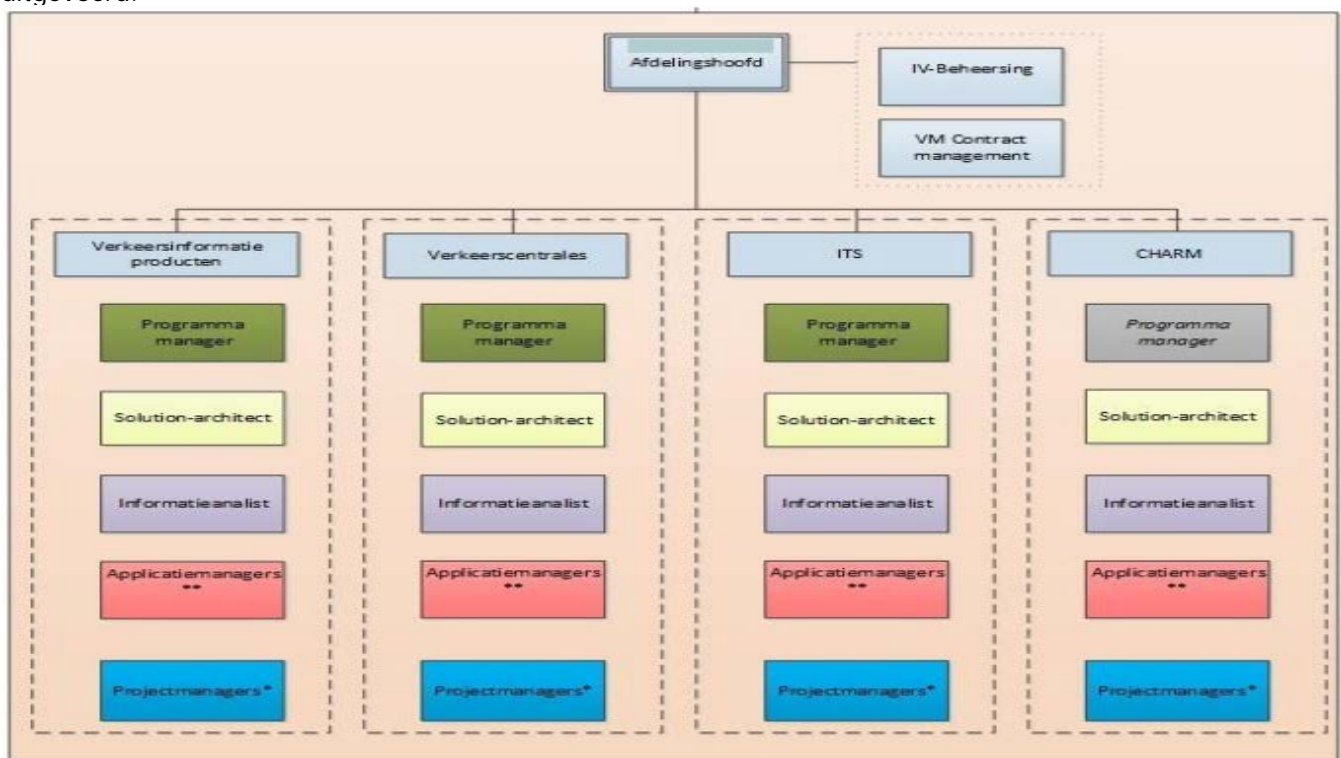 Afdelingshoofd
IV-Beheersing
VM Contract
management
Verkeersinformatie
producten
Verkeerscentrales
ITS
CHARM
Programma
manager
Programma
manager
Programma
manager
Programma
manager
Solution-architect
Solution-architect
Solution-architect
Solution-architect
Informatieanalist
Informatieanalist
Informatieanalist
Informatieanalist
Applicatiemanagers
**
Applicatiemanagers
**
Applicatiemanagers
**
Applicatiemanagers
**
Projectmanagers*
Projectmanagers*
Projectmanagers*
Projectmanagers*